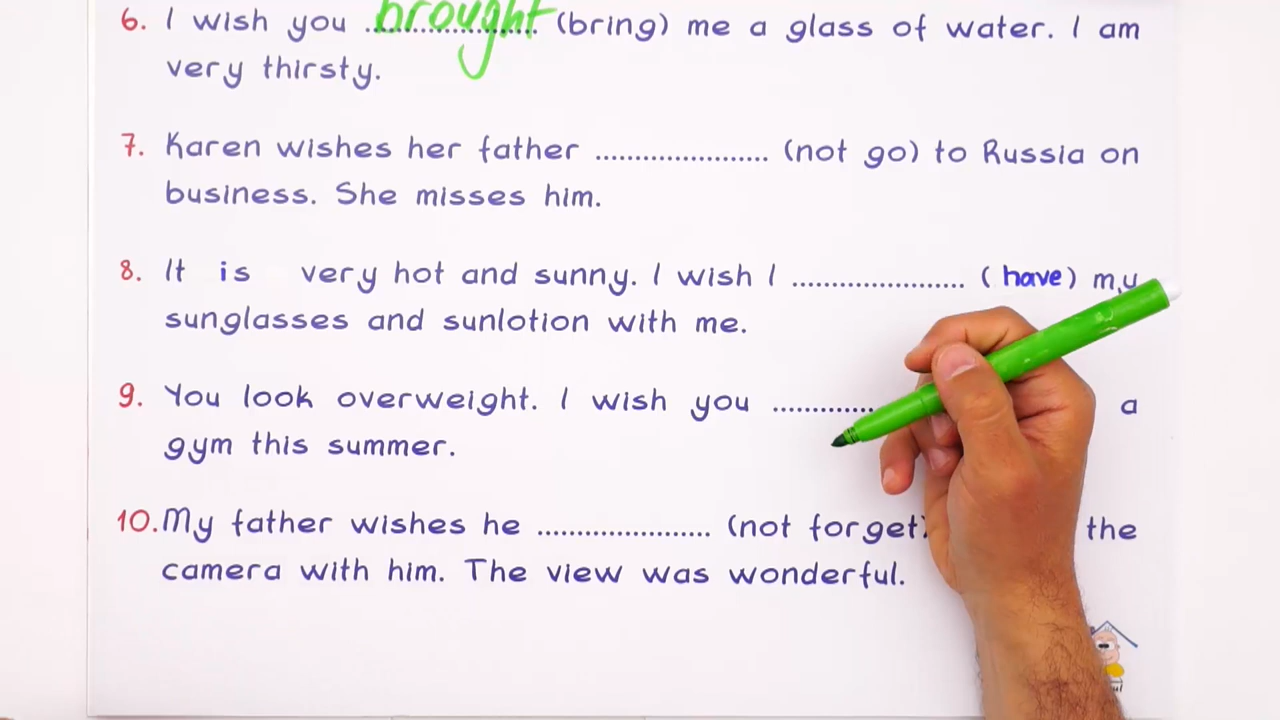 6. I wish you brought (bring) me a glass of water. I am
very thirsty.
7. Karen wishes her father ...................... (not go) to Russia on
business. She misses him.
8. It is very hot and sunny. I wish I ...................... (have) my
sunglasses and sunlotion with me.
9. You look overweight. I wish you ............. a
gym this summer.
10. My father wishes he ...................... (not forget) the
camera with him. The view was wonderful.